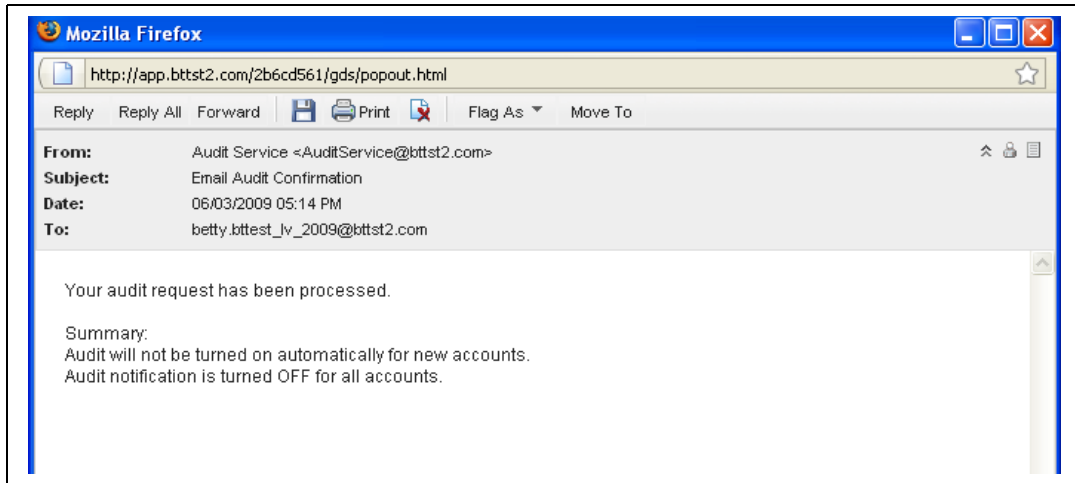 Mozilla Firefox
http://app.bttst2.com/2b6cd561/gds/popout.html
Reply Reply All Forward Print Flag As Move To
From: Audit Service <AuditService@bttst2.com>
Subject: Email Audit Confirmation
Date: 06/03/2009 05:14 PM
To: betty.bttest_lv_2009@bttst2.com
Your audit request has been processed.
Summary:
Audit will not be turned on automatically for new accounts.
Audit notification is turned OFF for all accounts.